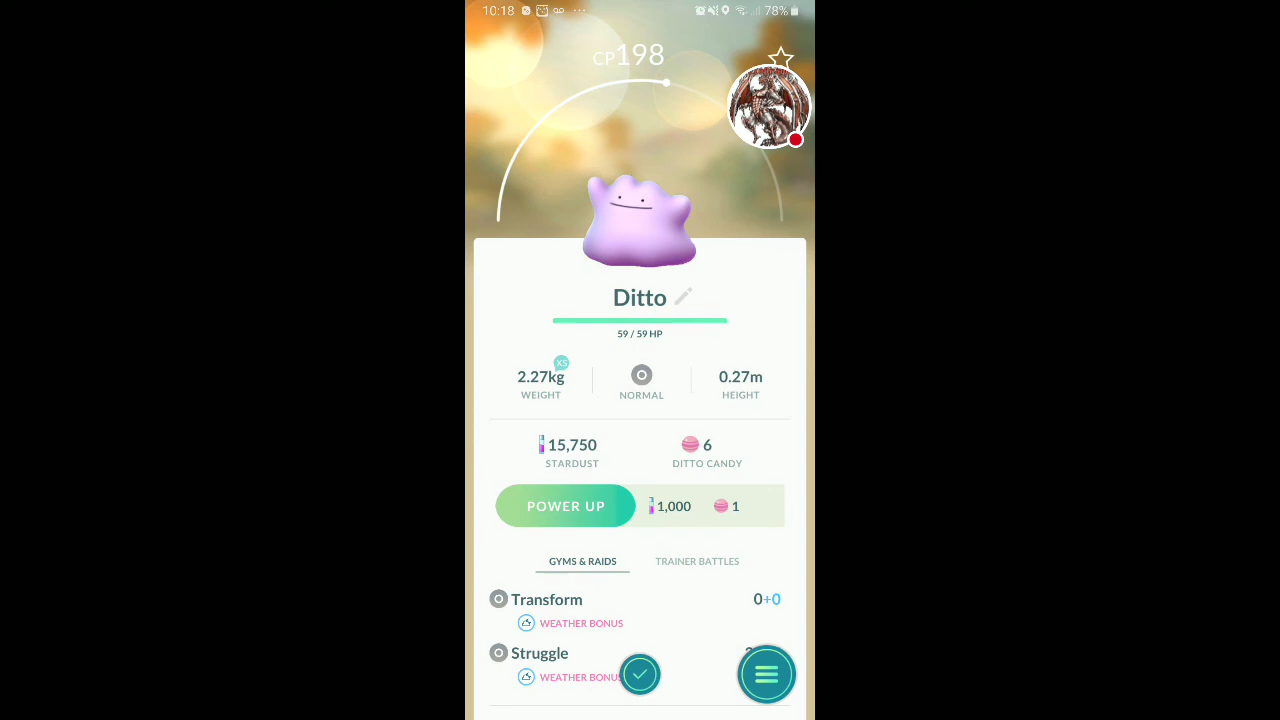 10:18 ... 78%
CP198
Ditto
59 / 59 HP
XS
2.27kg NORMAL 0.27m
WEIGHT HEIGHT
15,750 6
STARDUST DITTO CANDY
POWER UP 1,000 1
GYMS & RAIDS TRAINER BATTLES
Transform 0+0
WEATHER BONUS
Struggle
WEATHER BONUS